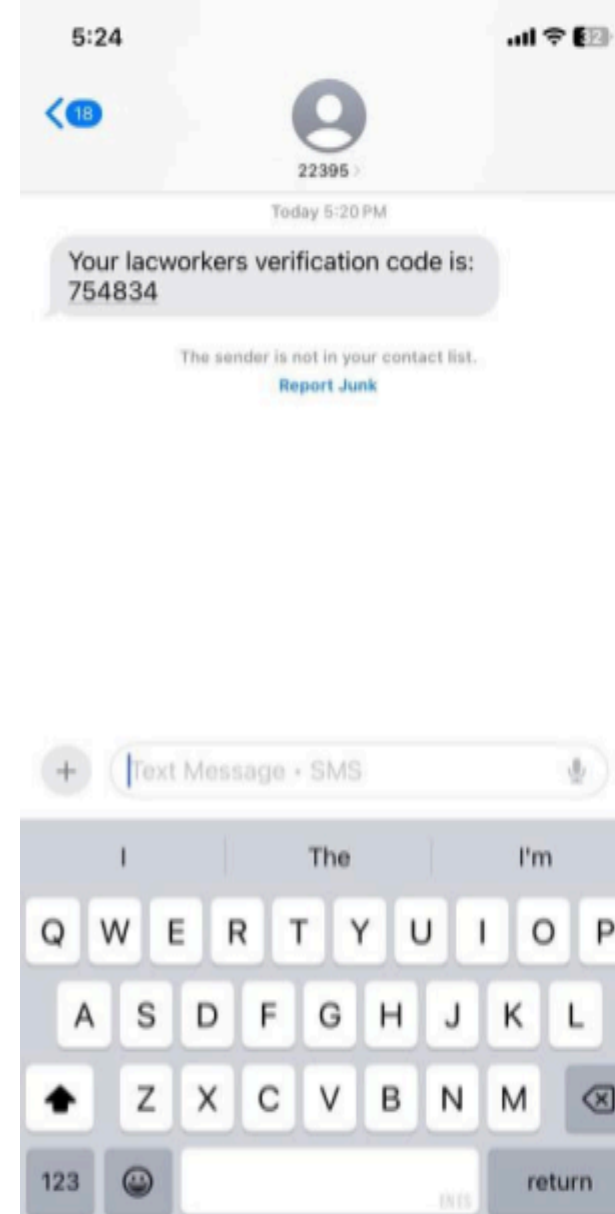 5:24
32
18
22395 >
Today 5:20 PM
Your lacworkers verification code is:
754834
The sender is not in your contact list.
Report Junk
Text Message • SMS
I The I'm
Q W E R T Y U I O P
A S D F G H J K L
Z X C V B N M
123 return